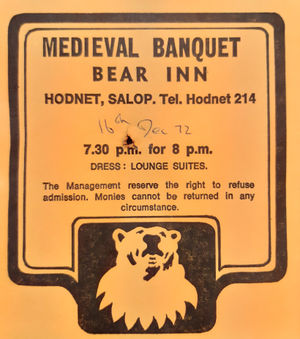 MEDIEVAL BANQUET
BEAR INN
HODNET, SALOP. Tel. Hodnet 214
16th Dec 72
7.30 p.m. for 8 p.m.
DRESS: LOUNGE SUITES.
The Management reserve the right to refuse
admission. Monies cannot be returned in any
circumstance.